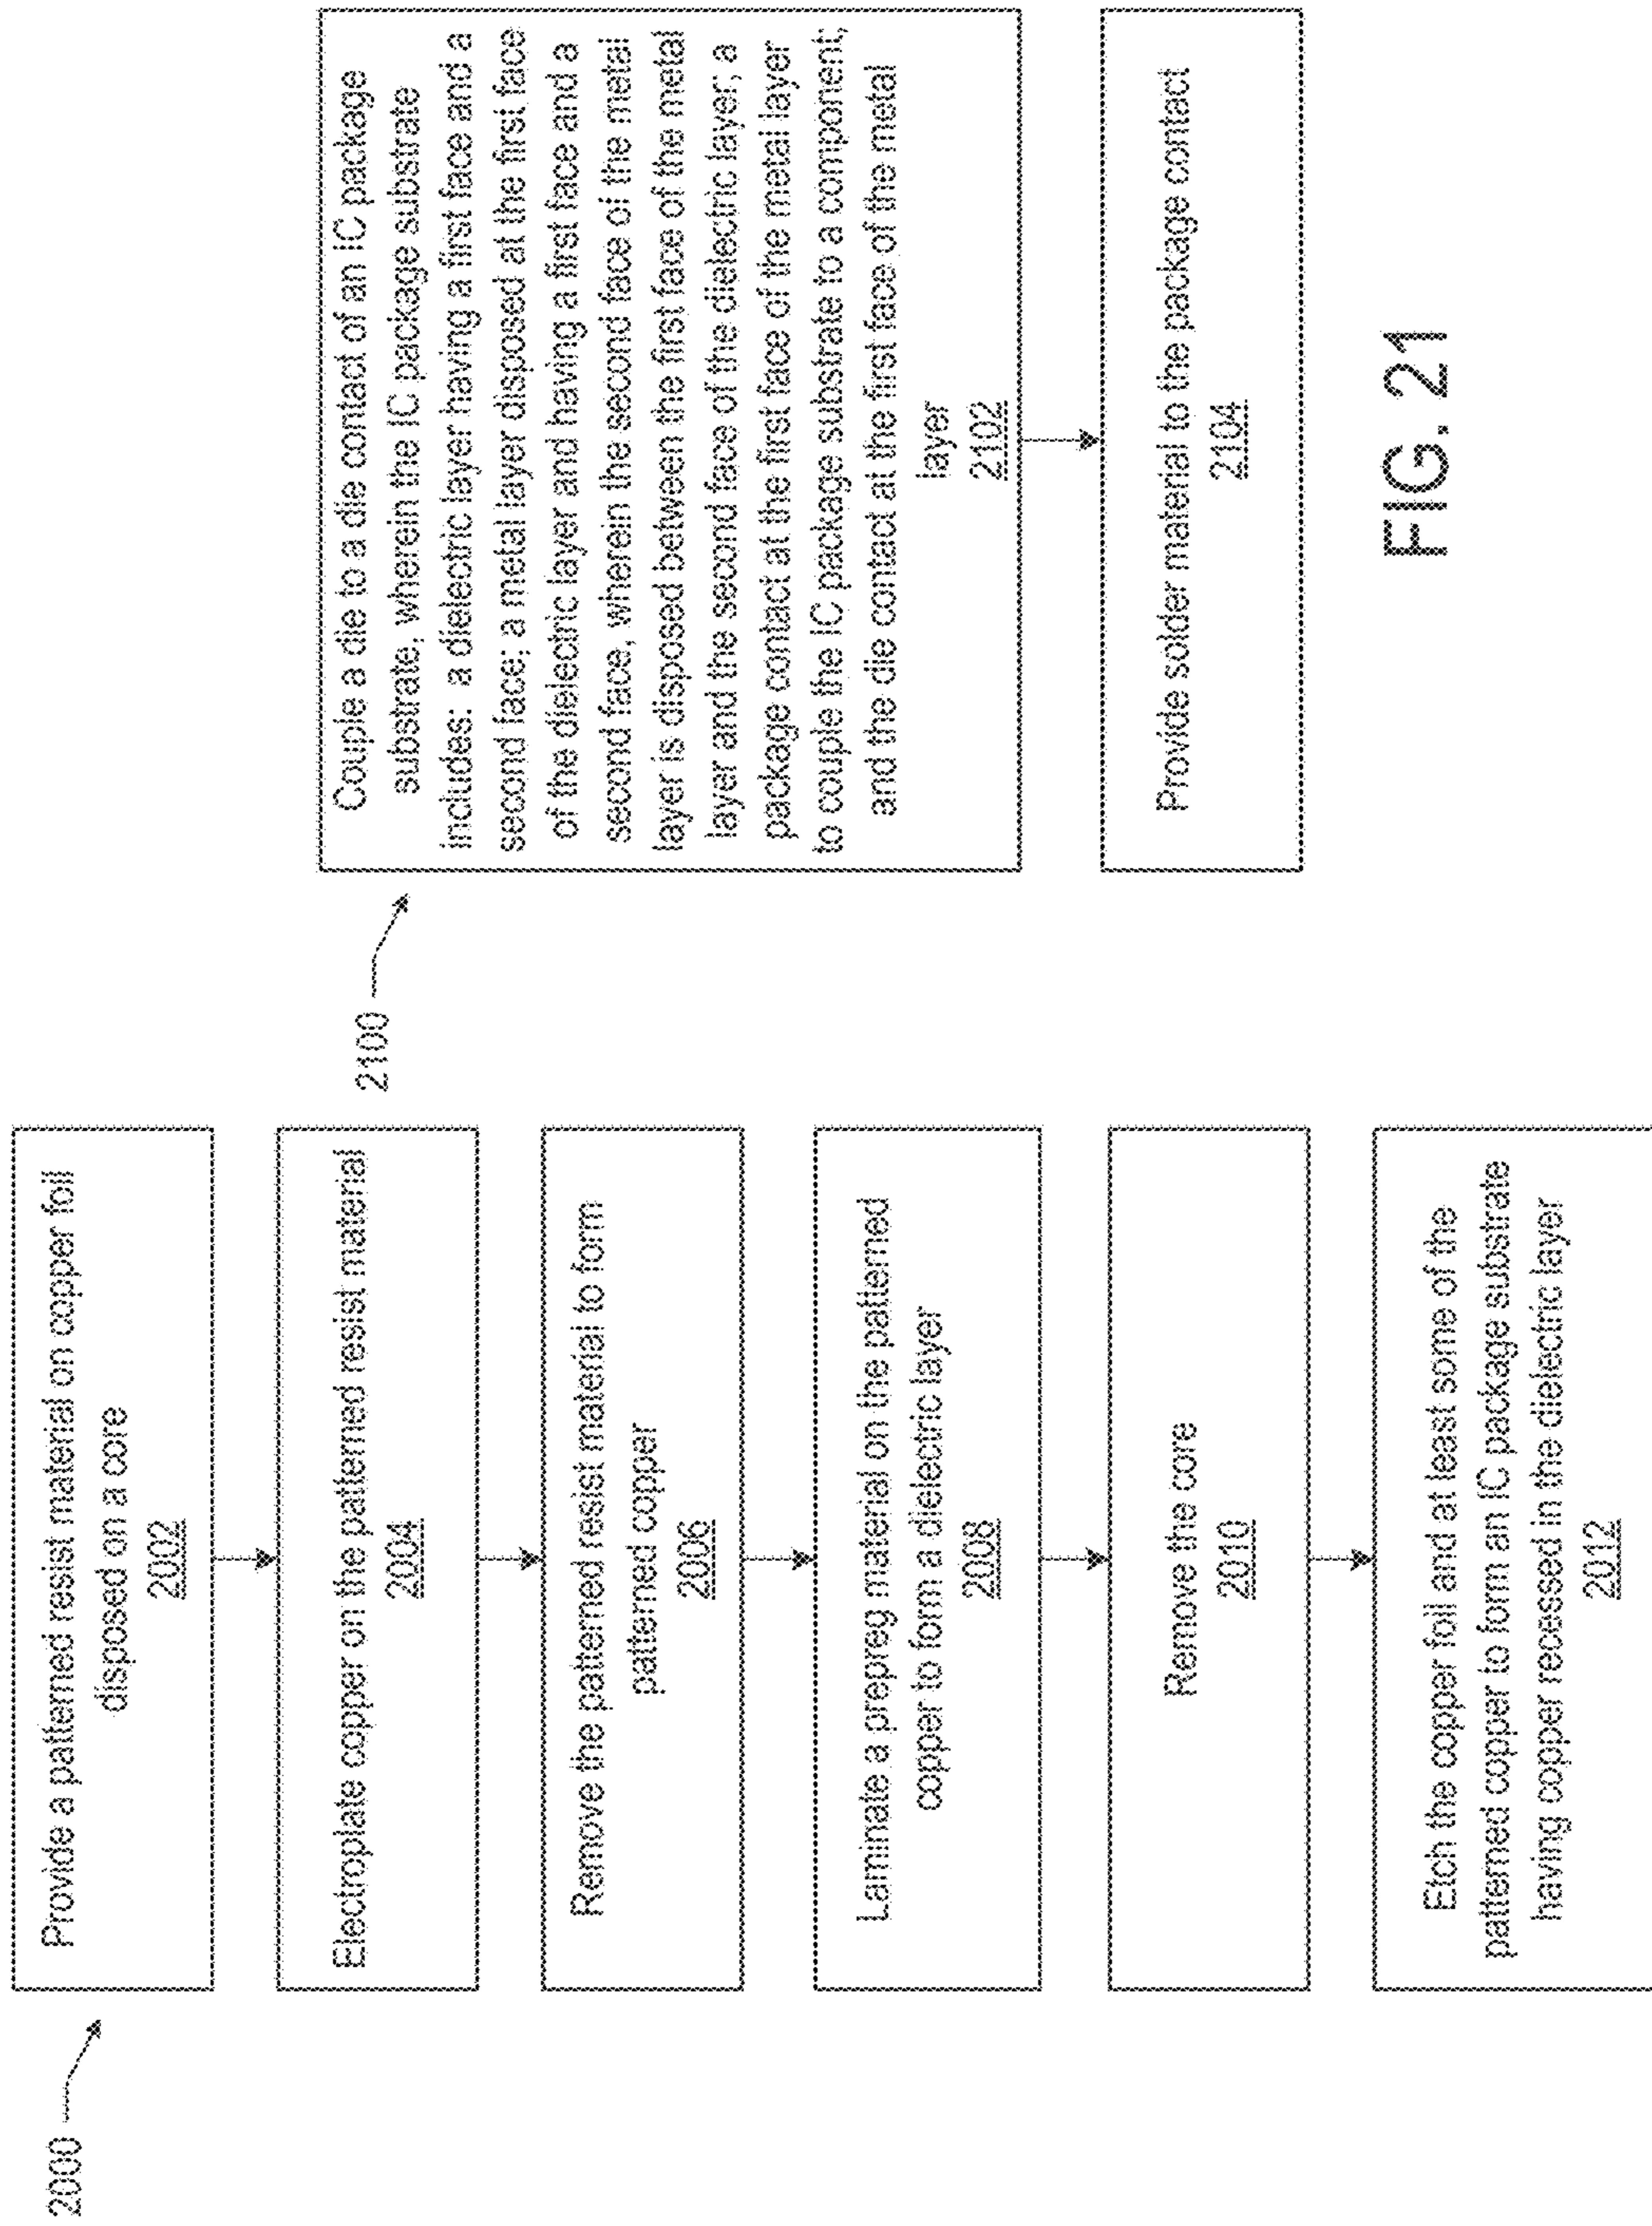 2000
Provide a patterned resist material on copper foil
disposed on a core
2002
Electroplate copper on the patterned resist material
2004
Remove the patterned resist material to form
patterned copper
2006
Laminate a prepreg material on the patterned
copper to form a dielectric layer
2008
Remove the core
2010
Etch the copper foil and at least some of the
patterned copper to form an IC package substrate
having copper recessed in the dielectric layer
2012
2100
Couple a die to a die contact of an IC package
substrate, wherein the IC package substrate
includes: a dielectric layer having a first face and a
second face; a metal layer disposed at the first face
of the dielectric layer and having a first face and a
second face, wherein the second face of the metal
layer is disposed between the first face of the metal
layer and the second face of the dielectric layer; a
package contact at the first face of the metal layer
to couple the IC package substrate to a component;
and the die contact at the first face of the metal
layer
2102
Provide solder material to the package contact
2104
FIG. 21